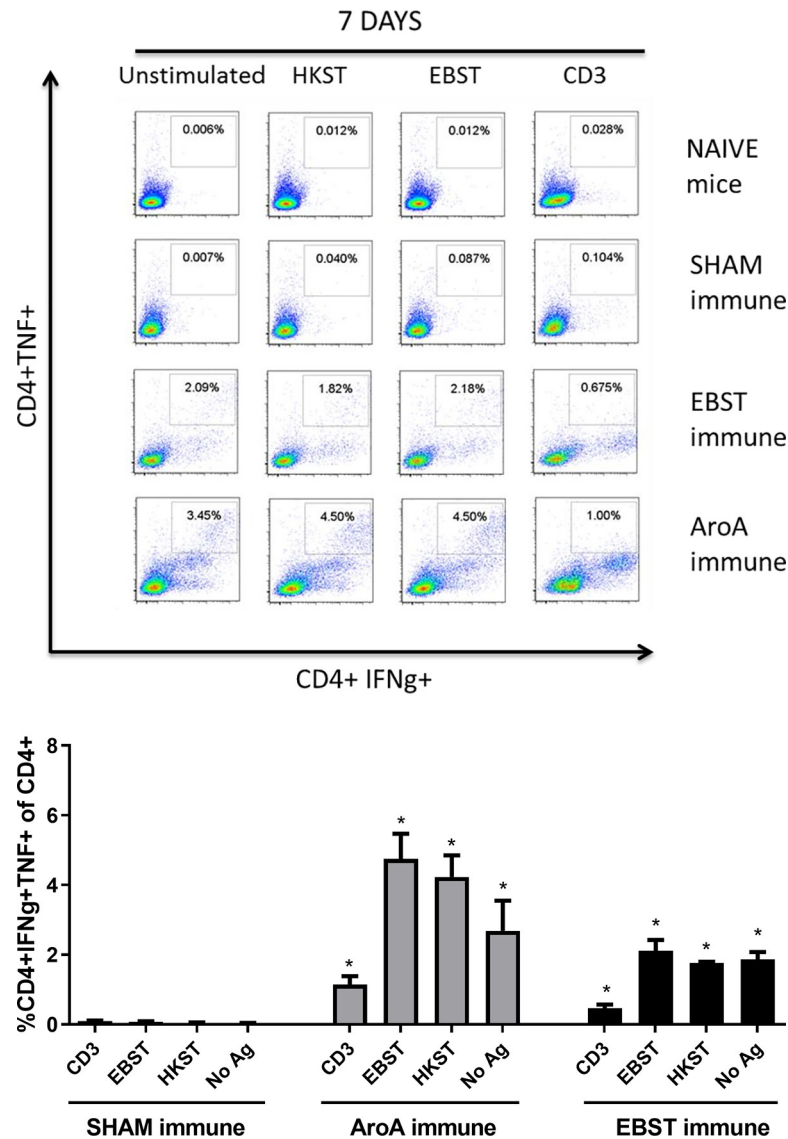 7 DAYS
Unstimulated HKST EBST CD3
0.006% 0.012% 0.012% 0.028%
NAIVE
mice
0.007% 0.040% 0.087% 0.104%
SHAM
immune
2.09% 1.82% 2.18% 0.675%
EBST
immune
3.45% 4.50% 4.50% 1.00%
AroA
immune
CD4+TNF+
CD4+ IFNg+
%CD4+IFNg+TNF+ of CD4+
8
6
4
2
0
* * * * * * * *
CD3 EBST HKST No Ag CD3 EBST HKST No Ag CD3 EBST HKST No Ag
SHAM immune AroA immune EBST immune